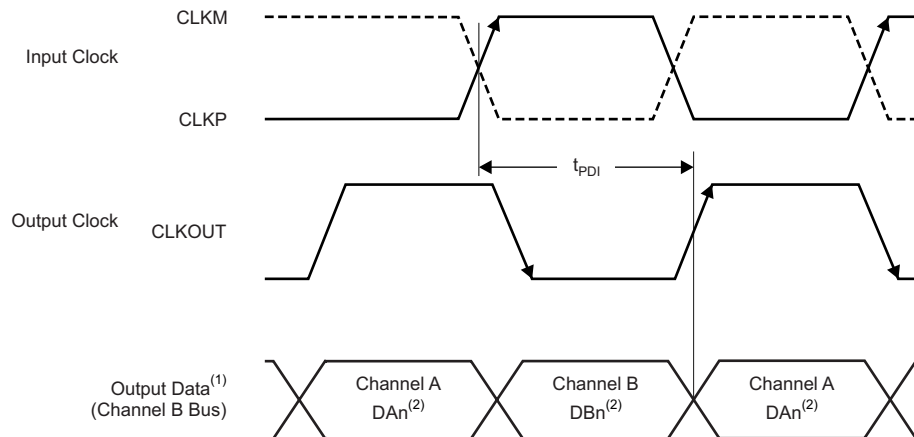 CLKM
Input Clock
CLKP
tPDI
Output Clock
CLKOUT
Output Data(1)
(Channel B Bus)
Channel A
DAn(2)
Channel B
DBn(2)
Channel A
DAn(2)